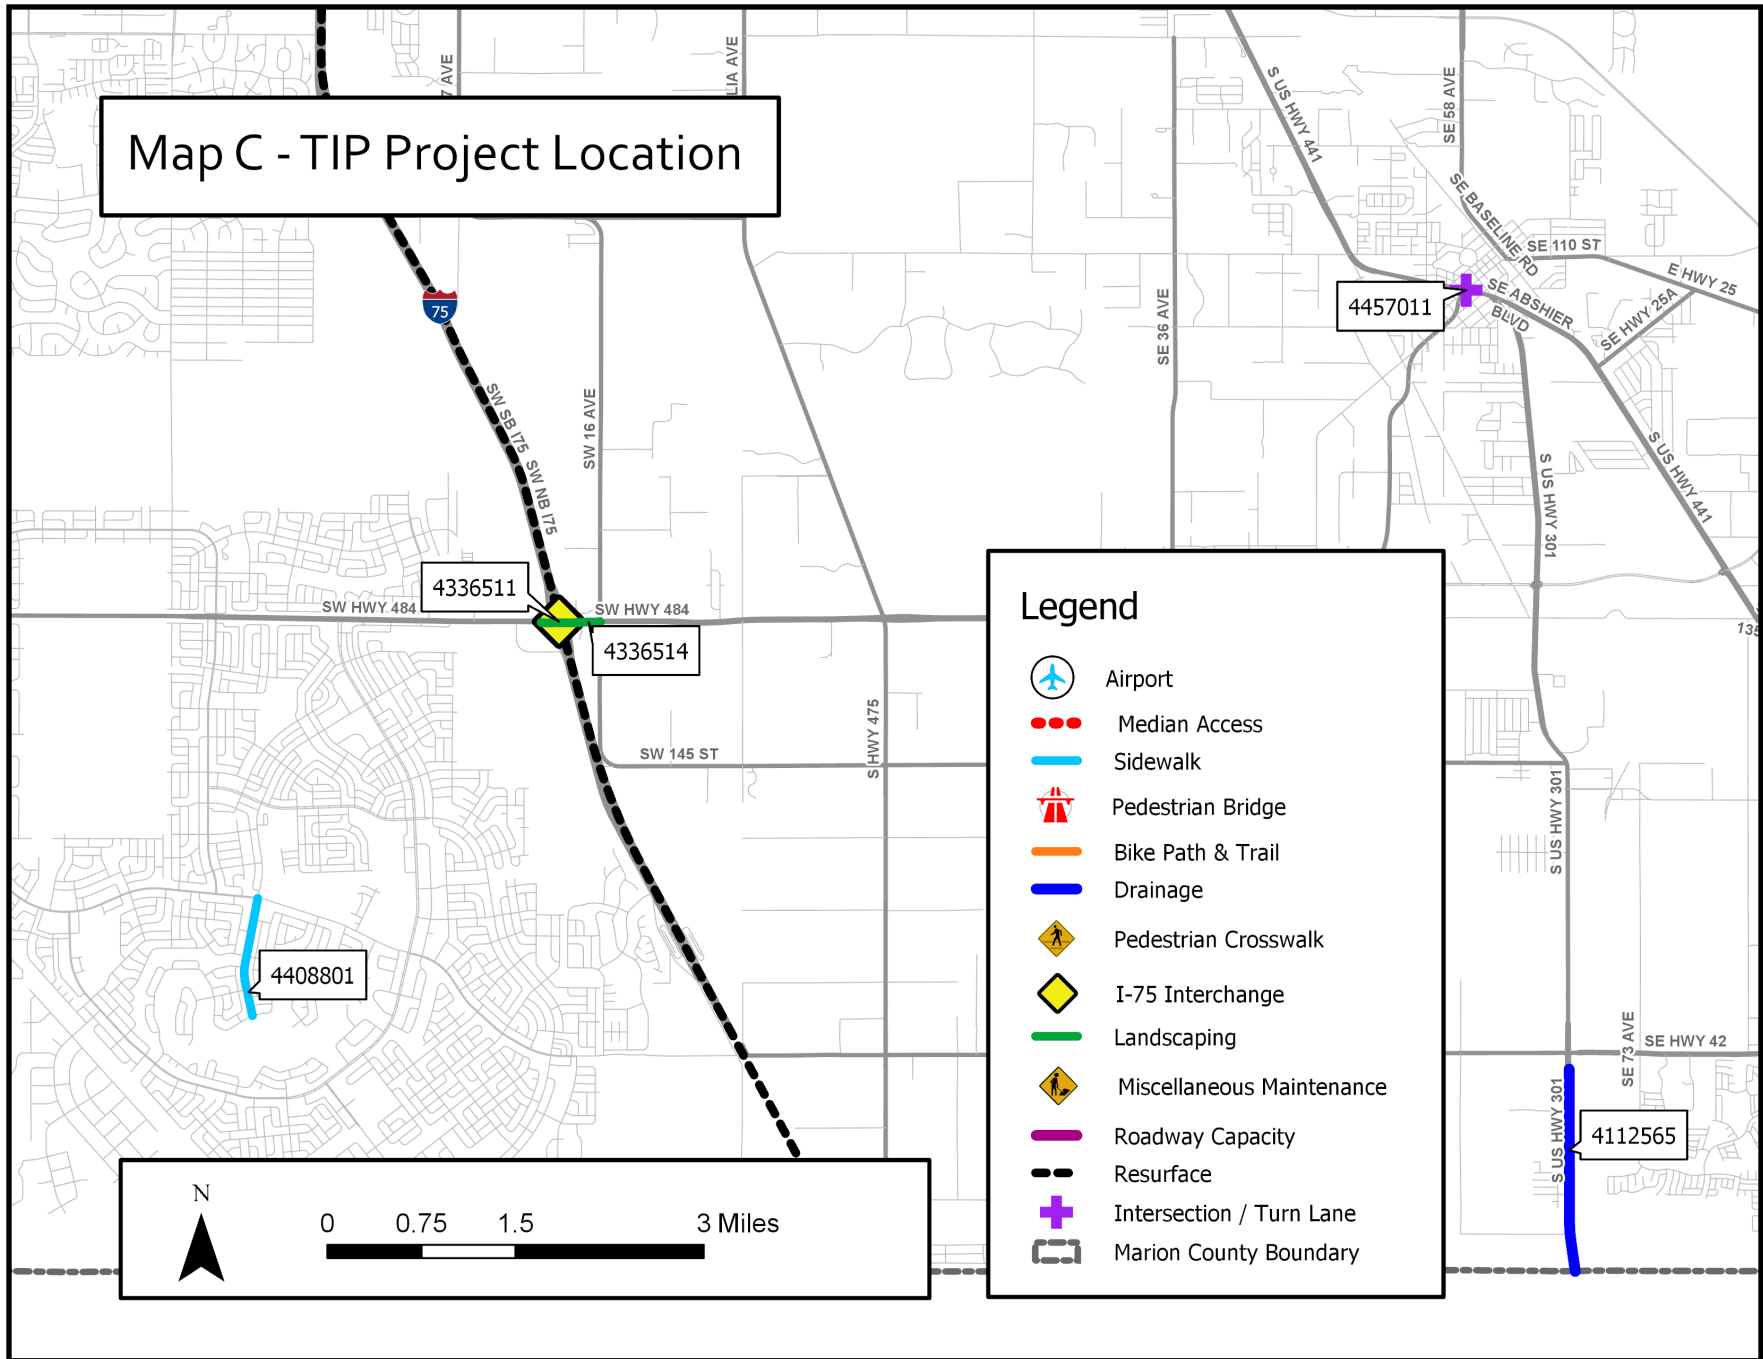 7 AVE
LIA AVE
S US HWY 441
SE 58 AVE
Map C - TIP Project Location
SE BASELINE RD
SE 110 ST
E HWY 25
75
4457011
SE ABSHIER
BLVD
SE HWY 25A
SE 36 AVE
SW SB I75
SW NB I75
SW 16 AVE
S US HWY 441
S US HWY 301
4336511
SW HWY 484
SW HWY 484
4336514
135
SW 145 ST
S HWY 475
S US HWY 301
4408801
SE 73 AVE
SE HWY 42
S US HWY 301
4112565
Legend
Airport
Median Access
Sidewalk
Pedestrian Bridge
Bike Path & Trail
Drainage
Pedestrian Crosswalk
I-75 Interchange
Landscaping
Miscellaneous Maintenance
Roadway Capacity
Resurface
Intersection / Turn Lane
Marion County Boundary
N
0 0.75 1.5 3 Miles